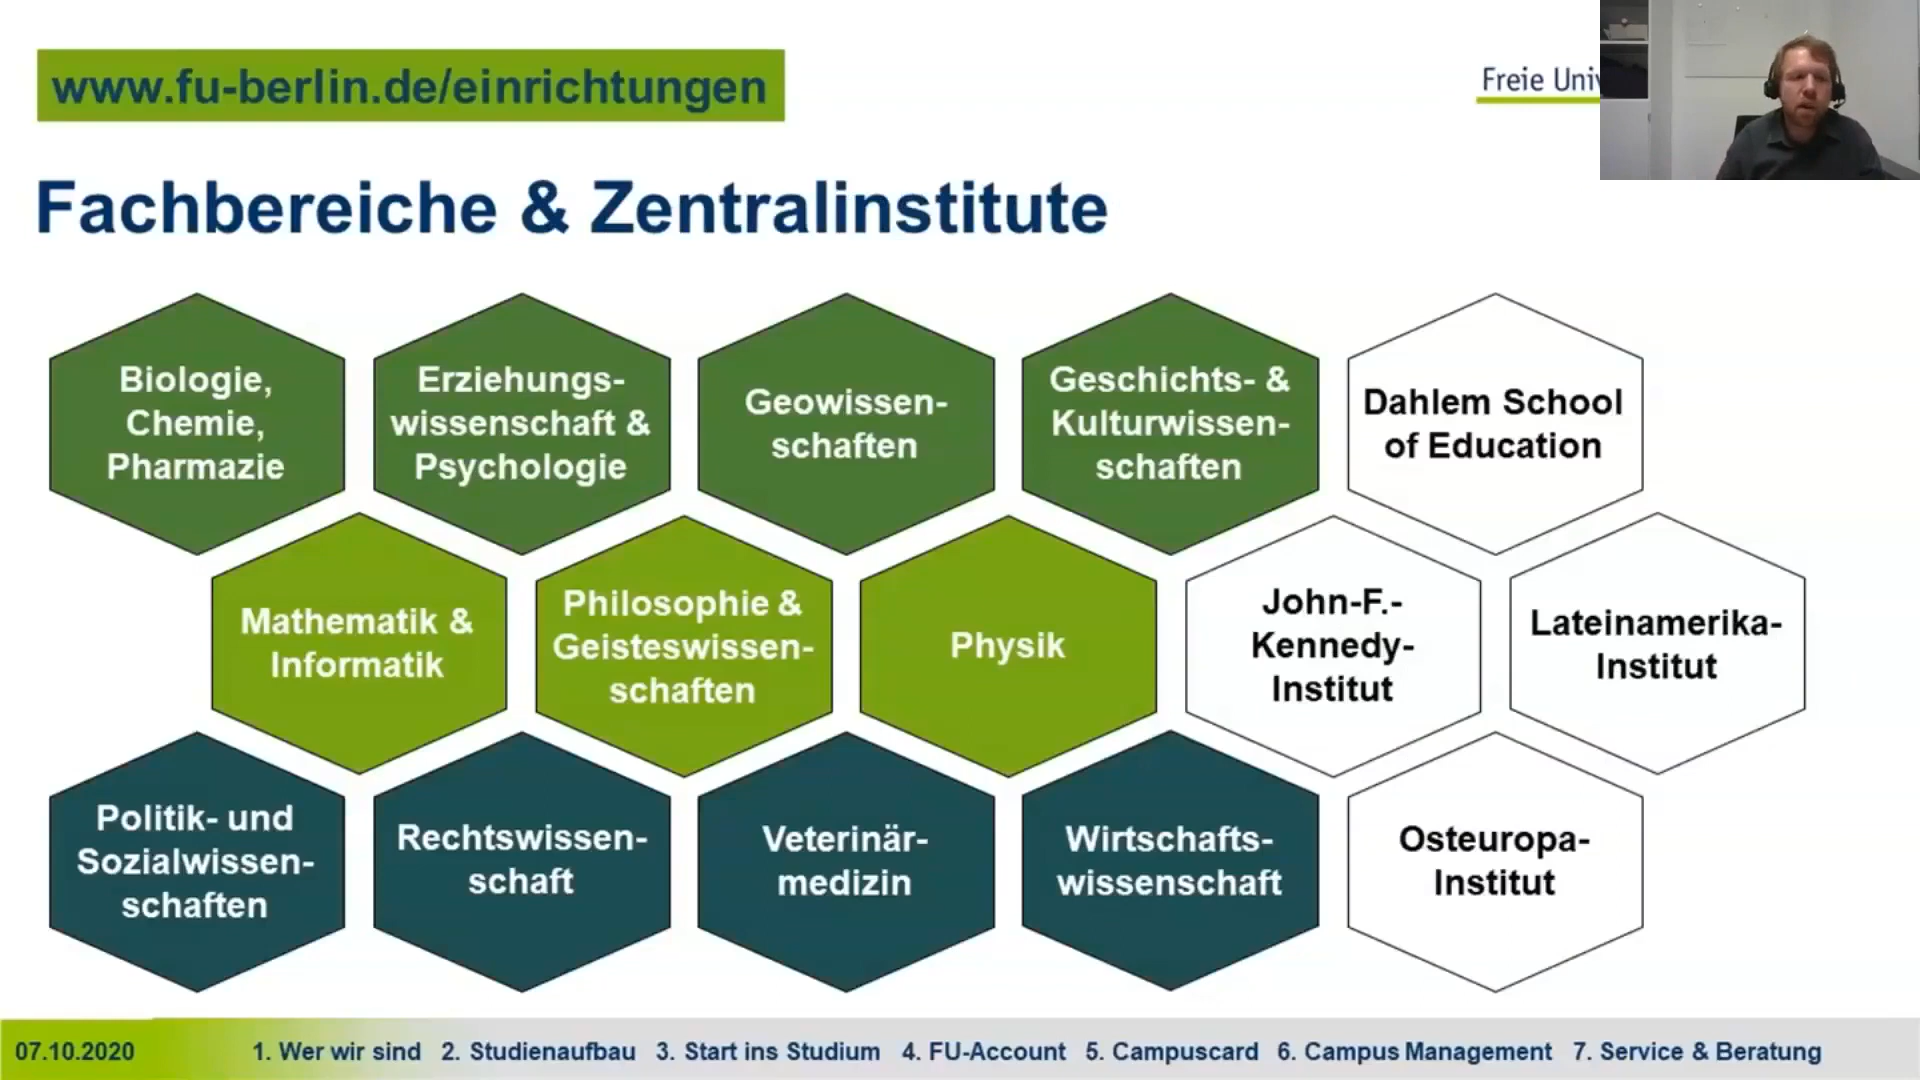 www.fu-berlin.de/einrichtungen
Freie Univ
Fachbereiche & Zentralinstitute
Biologie,
Chemie,
Pharmazie
Erziehungs-
wissenschaft &
Psychologie
Geowissen-
schaften
Geschichts- &
Kulturwissen-
schaften
Dahlem School
of Education
Mathematik &
Informatik
Philosophie &
Geisteswissen-
schaften
Physik
John-F.-
Kennedy-
Institut
Lateinamerika-
Institut
Politik- und
Sozialwissen-
schaften
Rechtswissen-
schaft
Veterinär-
medizin
Wirtschafts-
wissenschaft
Osteuropa-
Institut
07.10.2020 1. Wer wir sind 2. Studienaufbau 3. Start ins Studium 4. FU-Account 5. Campuscard 6. Campus Management 7. Service & Beratung